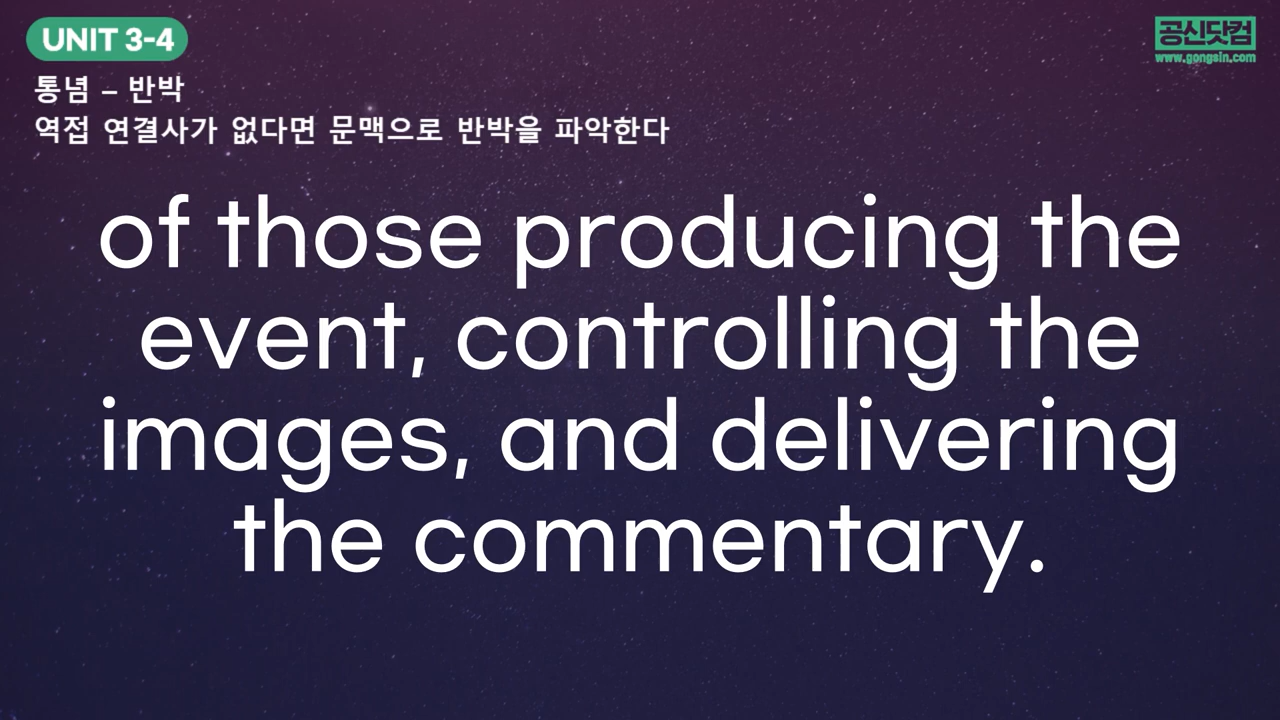 UNIT 3-4
공신닷컴
www.gongsin.com
통념 – 반박
역접 연결사가 없다면 문맥으로 반박을 파악한다
of those producing the
event, controlling the
images, and delivering
the commentary.